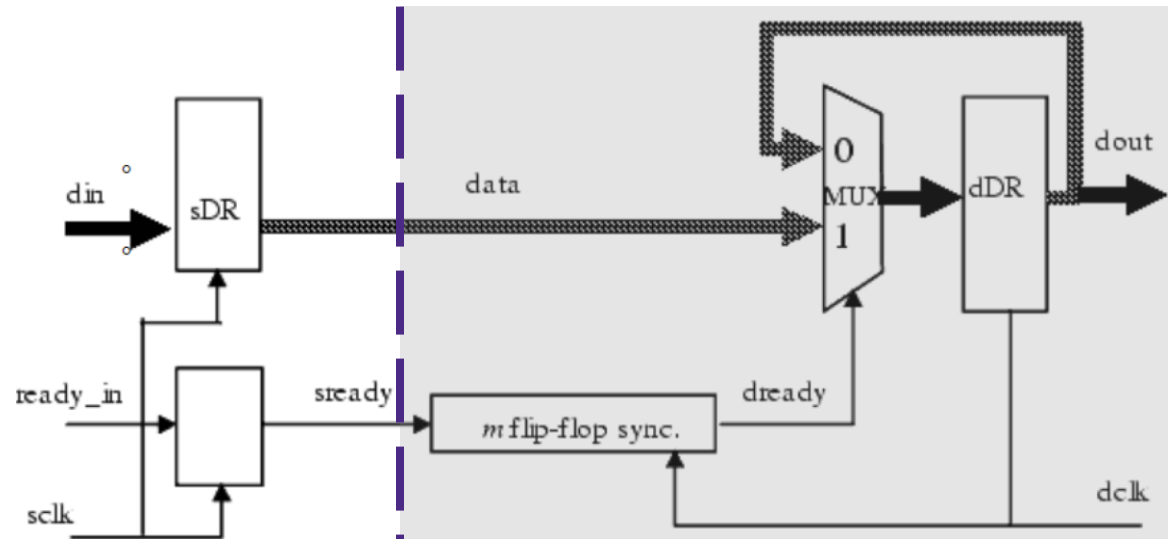 din
sDR
data
0
MUX
1
dDR
dout
ready_in
sready
m flip-flop sync.
dready
sclk
dclk